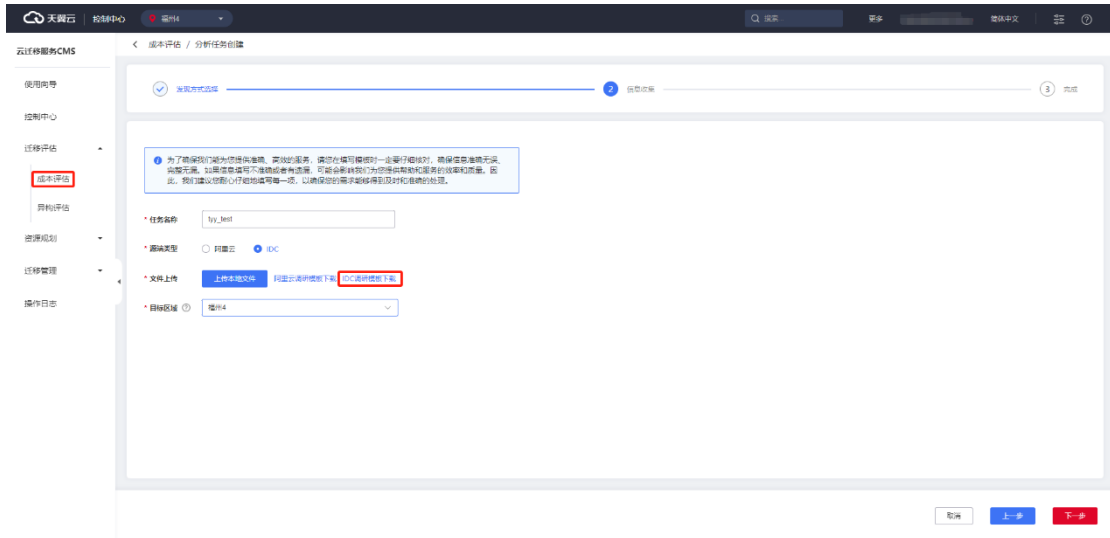 天翼云 控制中心 福州4 搜索 更多 简体中文
云迁移服务CMS
成本评估 / 分析任务创建
使用向导
发现方式选择 2 信息收集 3 完成
控制中心
迁移评估
成本评估
异构评估
资源规划
迁移管理
操作日志
为了确保我们能为您提供准确、高效的服务，请您在填写模板时一定要仔细核对，确保信息准确无误、
完整无漏。如果信息填写不准确或者有遗漏，可能会影响我们为您提供帮助和服务的效率和质量。因
此，我们建议您耐心仔细地填写每一项，以确保您的需求能够得到及时和准确的处理。
* 任务名称 tyy_test
* 源端类型 阿里云 IDC
* 文件上传 上传本地文件 阿里云调研模板下载 IDC调研模板下载
* 目标区域 福州4
取消 上一步 下一步